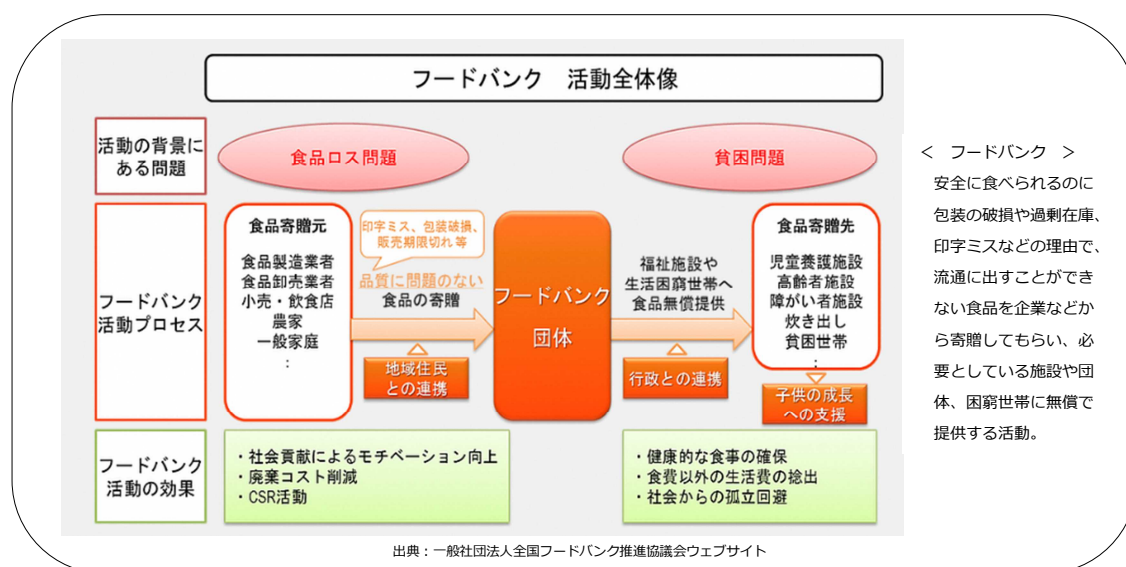 フードバンク 活動全体像
活動の背景に
ある問題
食品ロス問題
貧困問題
フードバンク
活動プロセス
食品寄贈元
食品製造業者
食品卸売業者
小売・飲食店
農家
一般家庭
:
印字ミス、包装破損、
販売期限切れ 等
品質に問題のない
食品の寄贈
地域住民
との連携
フードバンク
団体
福祉施設や
生活困窮世帯へ
食品無償提供
行政との連携
食品寄贈先
児童養護施設
高齢者施設
障がい者施設
炊き出し
貧困世帯
:
子供の成長
への支援
フードバンク
活動の効果
・社会貢献によるモチベーション向上
・廃棄コスト削減
・CSR活動
・健康的な食事の確保
・食費以外の生活費の捻出
・社会からの孤立回避
＜ フードバンク ＞
安全に食べられるのに
包装の破損や過剰在庫、
印字ミスなどの理由で、
流通に出すことができ
ない食品を企業などか
ら寄贈してもらい、必
要としている施設や団
体、困窮世帯に無償で
提供する活動。
出典：一般社団法人全国フードバンク推進協議会ウェブサイト